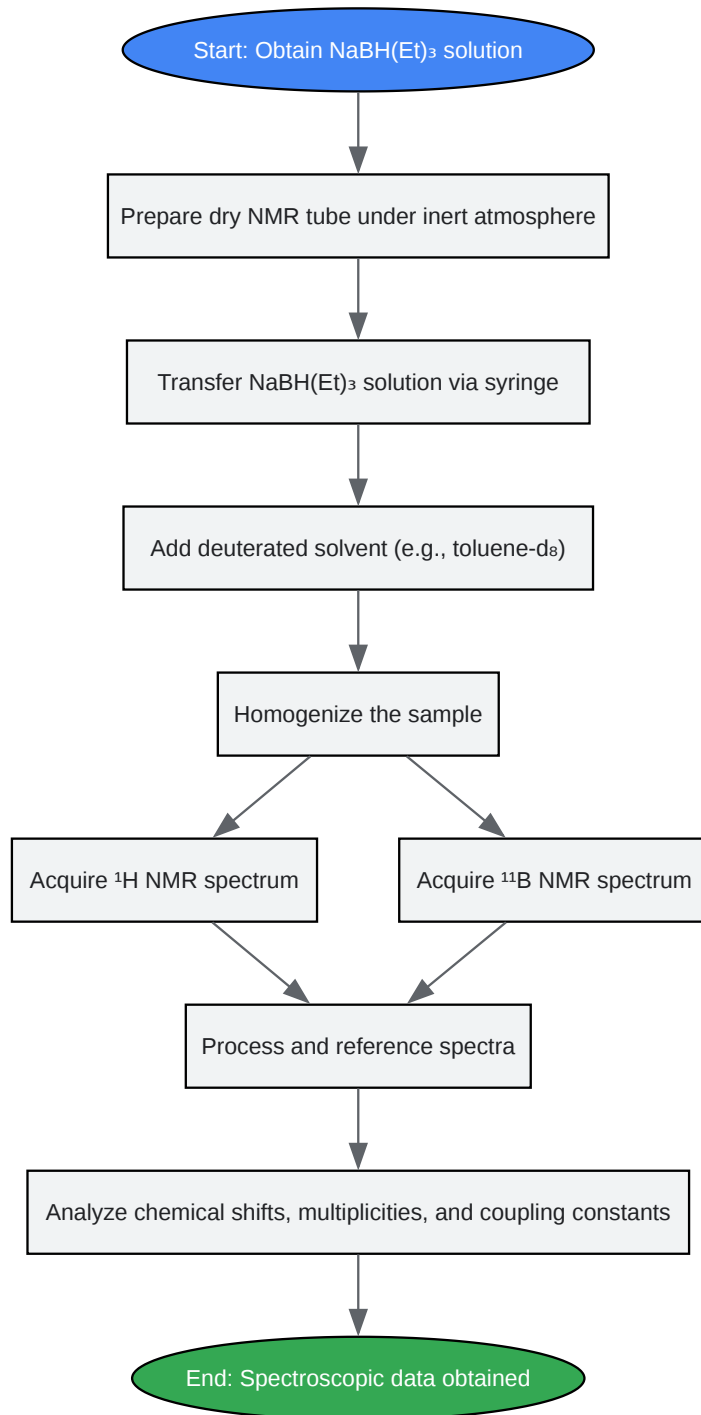 Start: Obtain NaBH(Et)₃ solution
Prepare dry NMR tube under inert atmosphere
Transfer NaBH(Et)₃ solution via syringe
Add deuterated solvent (e.g., toluene-d₈)
Homogenize the sample
Acquire ¹H NMR spectrum
Acquire ¹¹B NMR spectrum
Process and reference spectra
Analyze chemical shifts, multiplicities, and coupling constants
End: Spectroscopic data obtained